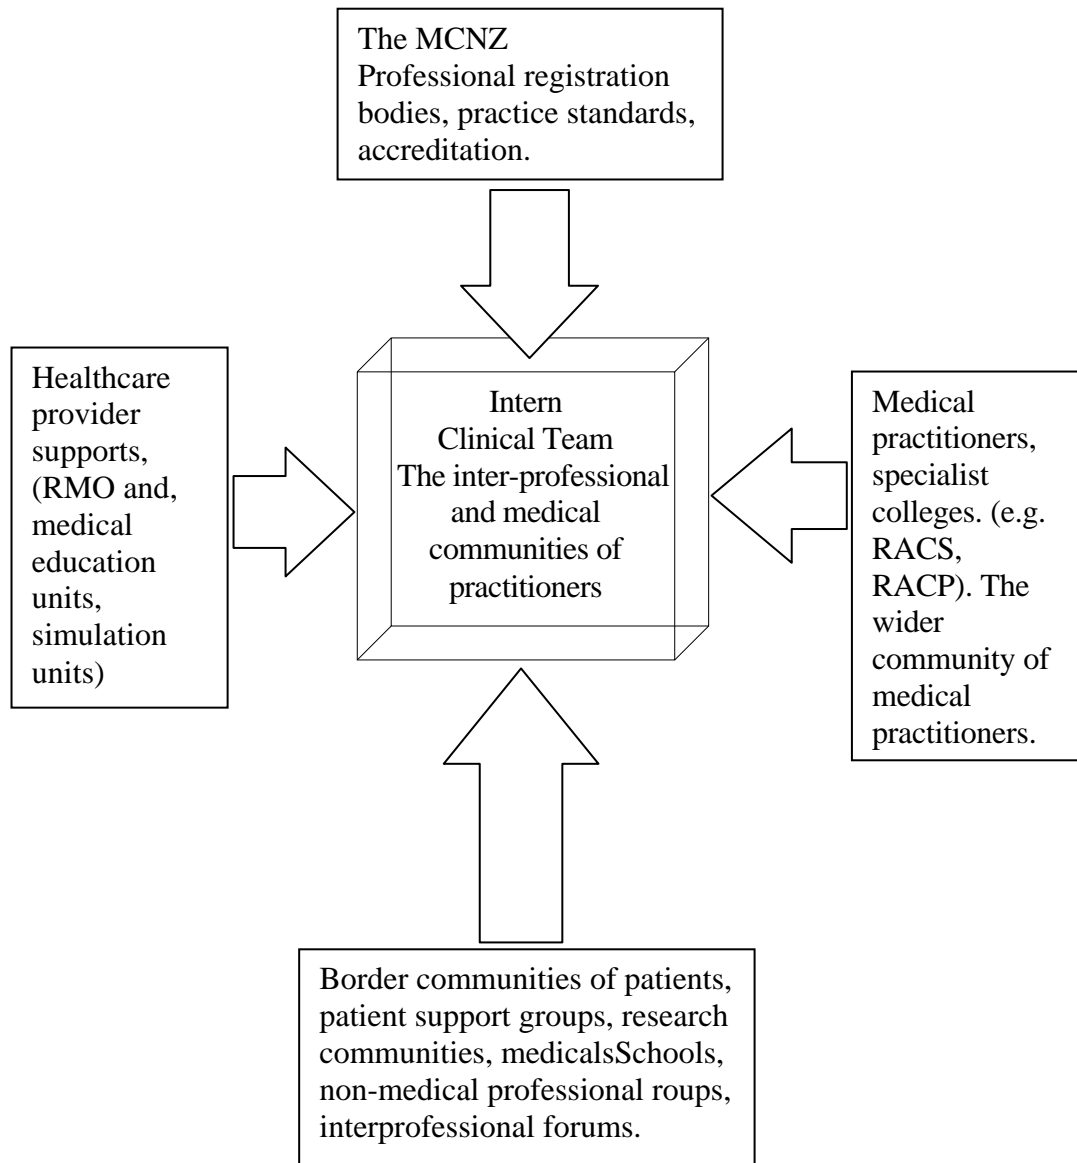 The MCNZ
Professional registration
bodies, practice standards,
accreditation.
Healthcare
provider
supports,
(RMO and,
medical
education
units,
simulation
units)
Intern
Clinical Team
The inter-professional
and medical
communities of
practitioners
Medical
practitioners,
specialist
colleges. (e.g.
RACS,
RACP). The
wider
community of
medical
practitioners.
Border communities of patients,
patient support groups, research
communities, medicalsSchools,
non-medical professional roups,
interprofessional forums.